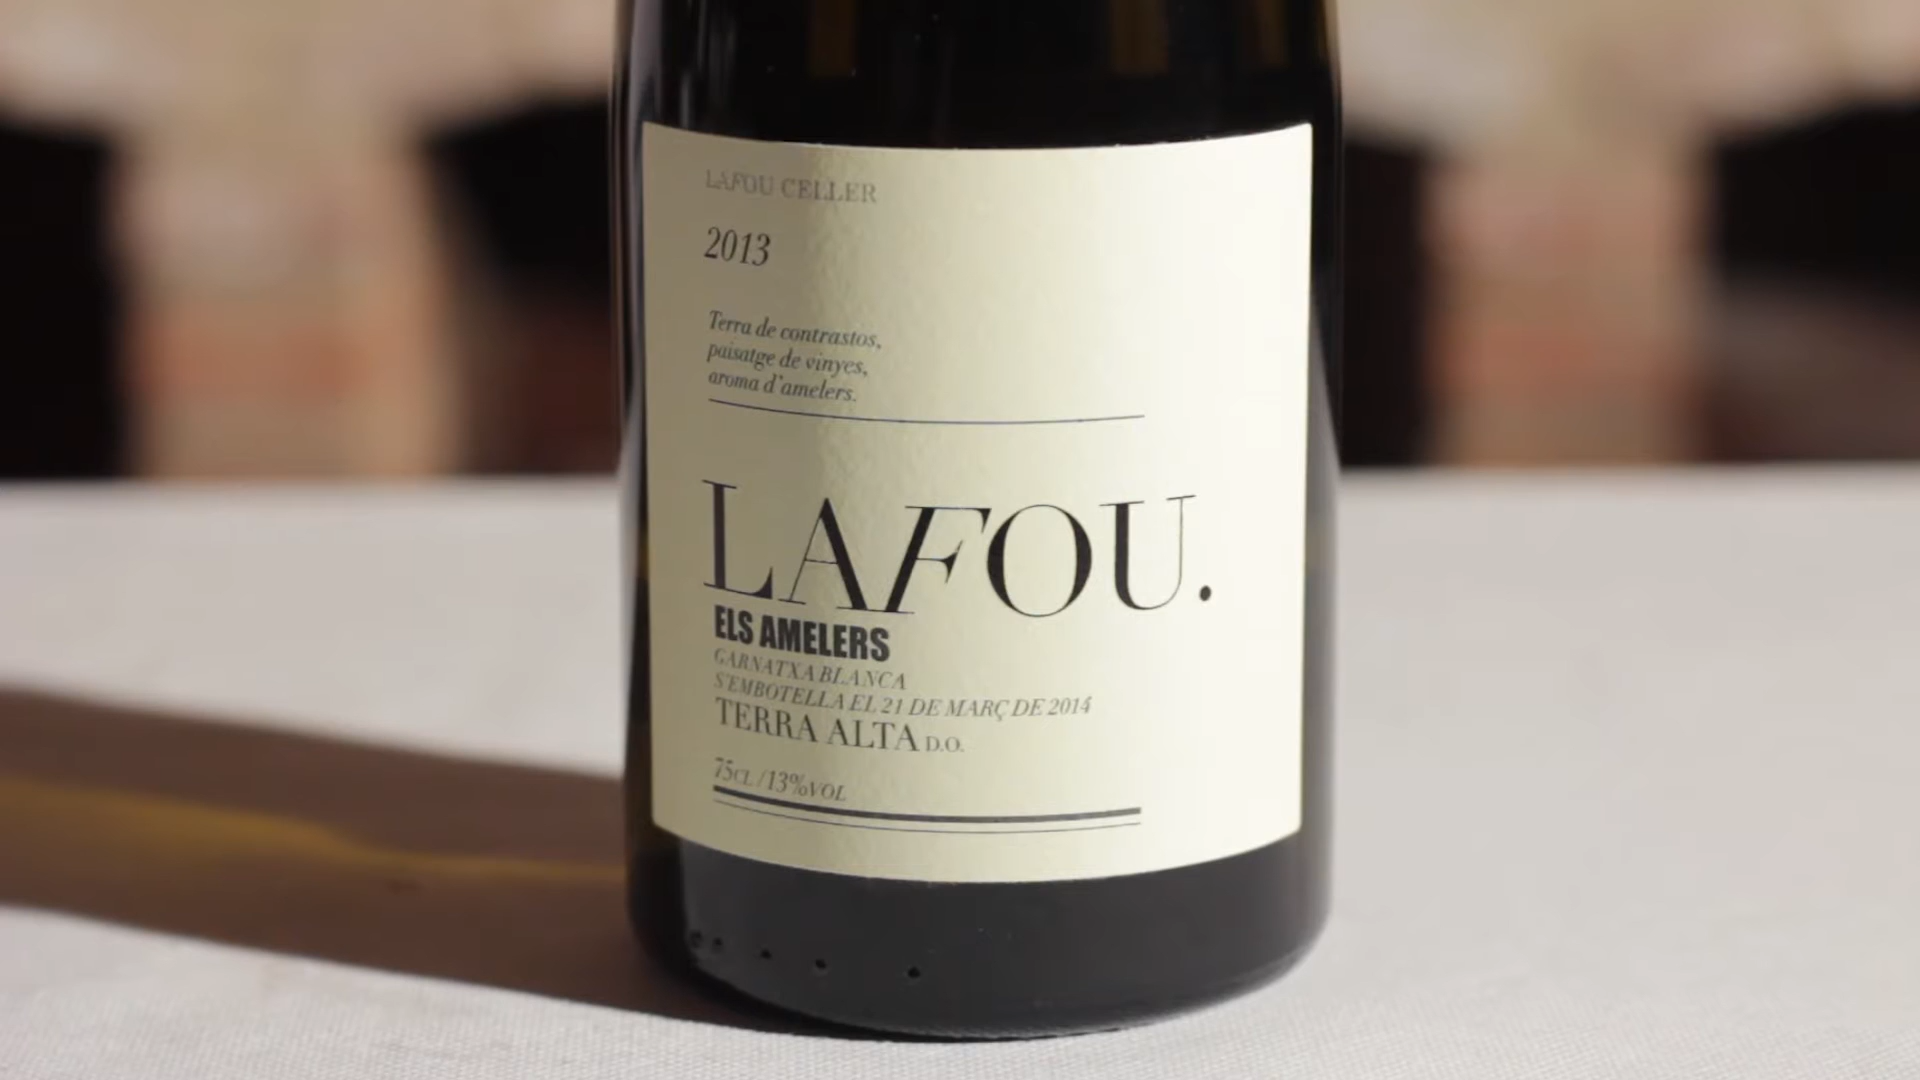 LAFOU CELLER
2013
Terra de contrastos,
paisatge de vinyes,
aroma d'amelers.
LAFOU.
ELS AMELERS
GARNATXA BLANCA
S'EMBOTELLA EL 21 DE MARÇ DE 2014
TERRA ALTA D.O.
75CL /13%VOL